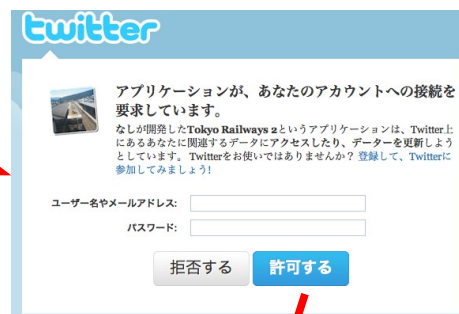 twitter
アプリケーションが、あなたのアカウントへの接続を
要求しています。
なしが開発したTokyo Railways 2というアプリケーションは、Twitter上
にあるあなたに関連するデータにアクセスしたり、データーを更新しよう
としています。 Twitterをお使いではありませんか？ 登録して、Twitterに
参加してみましょう!
ユーザー名やメールアドレス:
パスワード:
拒否する 許可する